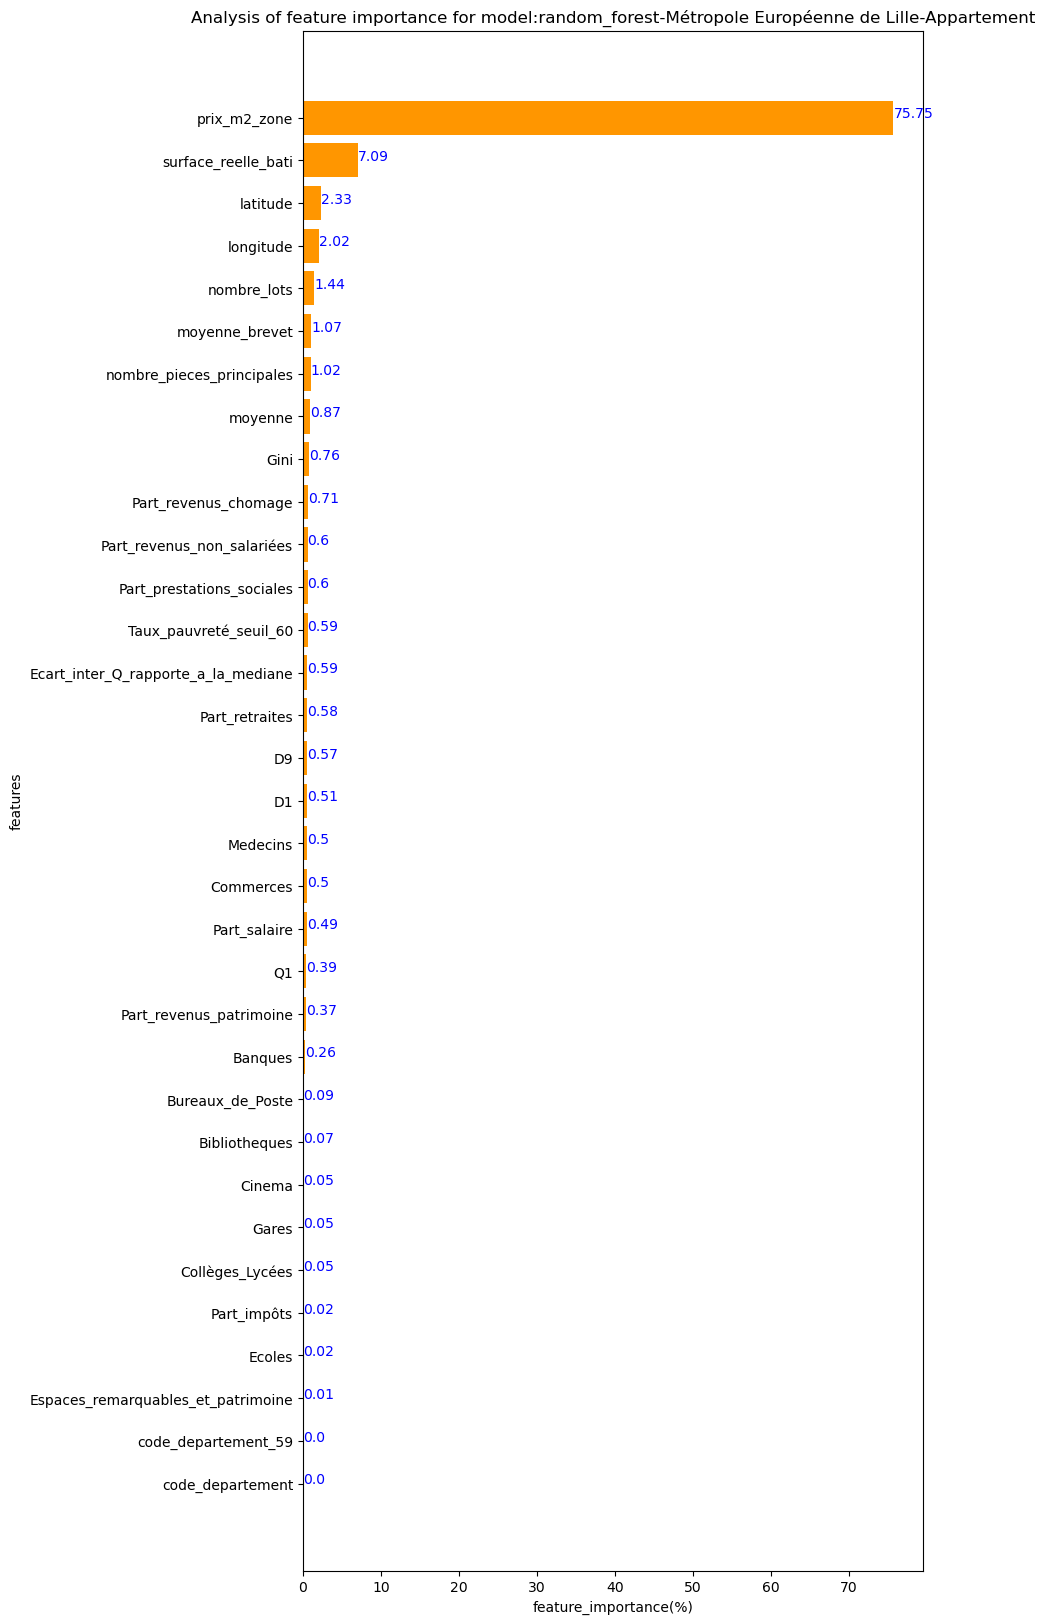 Analysis of feature importance for model:random_forest-Métropole Européenne de Lille-Appartement
prix_m2_zone 75.75
surface_reelle_bati 7.09
latitude 2.33
longitude 2.02
nombre_lots 1.44
moyenne_brevet 1.07
nombre_pieces_principales 1.02
moyenne 0.87
Gini 0.76
Part_revenus_chomage 0.71
Part_revenus_non_salariées 0.6
Part_prestations_sociales 0.6
Taux_pauvreté_seuil_60 0.59
Ecart_inter_Q_rapporte_a_la_mediane 0.59
Part_retraites 0.58
D9 0.57
D1 0.51
Medecins 0.5
Commerces 0.5
Part_salaire 0.49
Q1 0.39
Part_revenus_patrimoine 0.37
Banques 0.26
Bureaux_de_Poste 0.09
Bibliotheques 0.07
Cinema 0.05
Gares 0.05
Collèges_Lycées 0.05
Part_impôts 0.02
Ecoles 0.02
Espaces_remarquables_et_patrimoine 0.01
code_departement_59 0.0
code_departement 0.0
features
0 10 20 30 40 50 60 70
feature_importance(%)